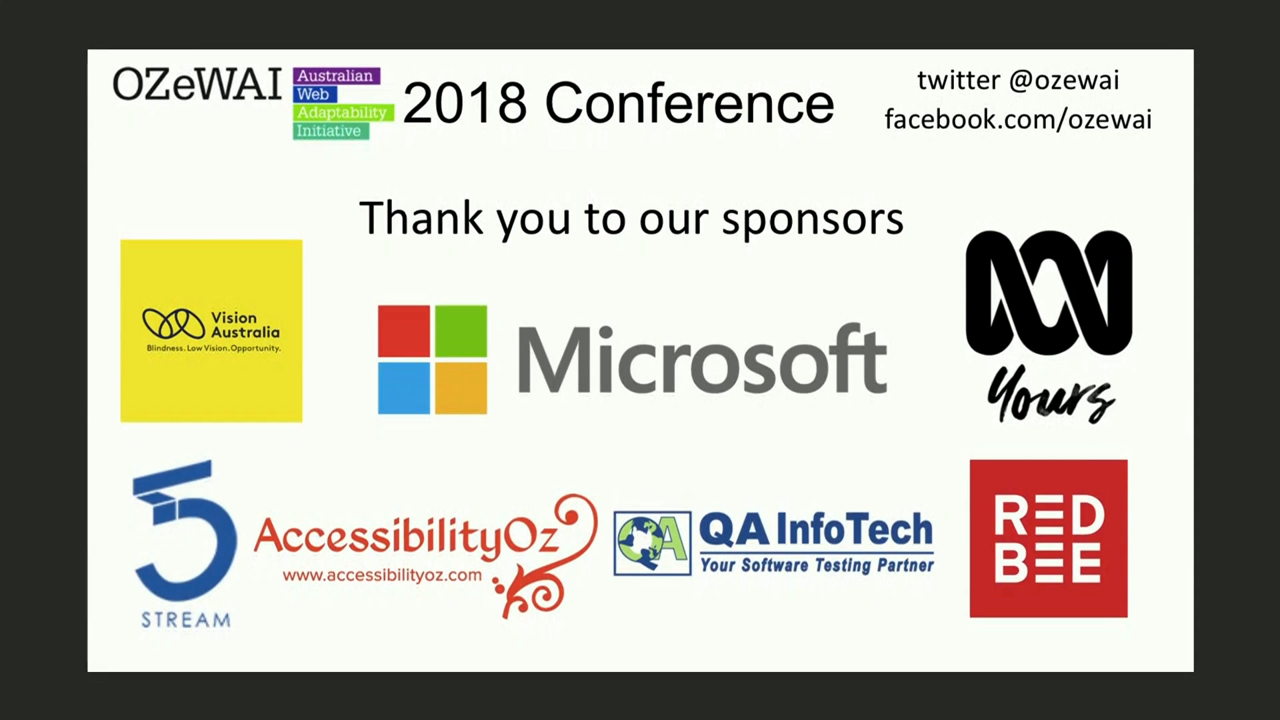 OZeWAI
Australian
Web
Adaptability
Initiative
2018 Conference
twitter @ozewai
facebook.com/ozewai
Thank you to our sponsors
Vision
Australia
Blindness. Low Vision. Opportunity.
Microsoft
Yours
5
STREAM
AccessibilityOz
www.accessibilityoz.com
QA
QA InfoTech
Your Software Testing Partner
RED
BEE